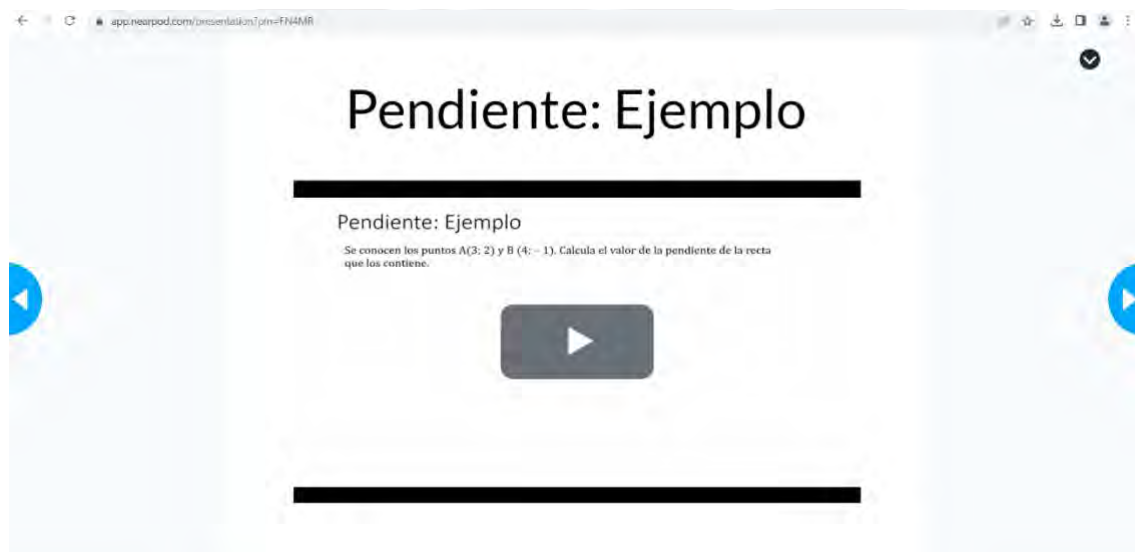 app.nearpod.com/presentation?pin=FN4MR
Pendiente: Ejemplo
Pendiente: Ejemplo
Se conocen los puntos A(3; 2) y B (4; − 1). Calcula el valor de la pendiente de la recta
que los contiene.